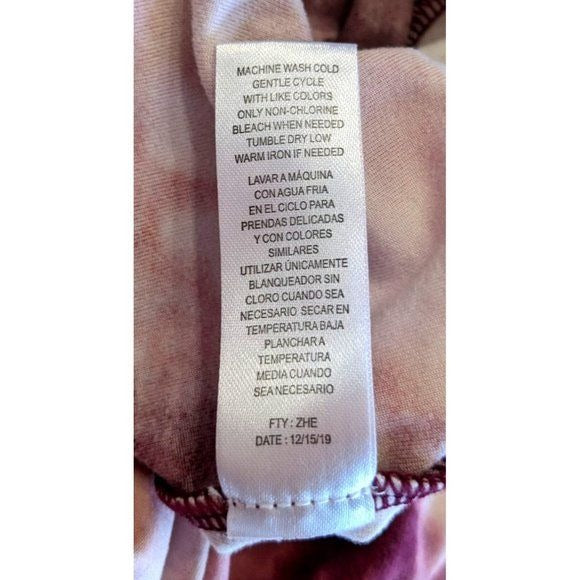 MACHINE WASH COLD
GENTLE CYCLE
WITH LIKE COLORS
ONLY NON-CHLORINE
BLEACH WHEN NEEDED
TUMBLE DRY LOW
WARM IRON IF NEEDED
LAVAR A MÁQUINA
CON AGUA FRIA
EN EL CICLO PARA
PRENDAS DELICADAS
Y CON COLORES
SIMILARES
UTILIZAR ÚNICAMENTE
BLANQUEADOR SIN
CLORO CUANDO SEA
NECESARIO. SECAR EN
TEMPERATURA BAJA
PLANCHAR A
TEMPERATURA
MEDIA CUANDO
SEA NECESARIO
FTY : ZHE
DATE : 12/15/19